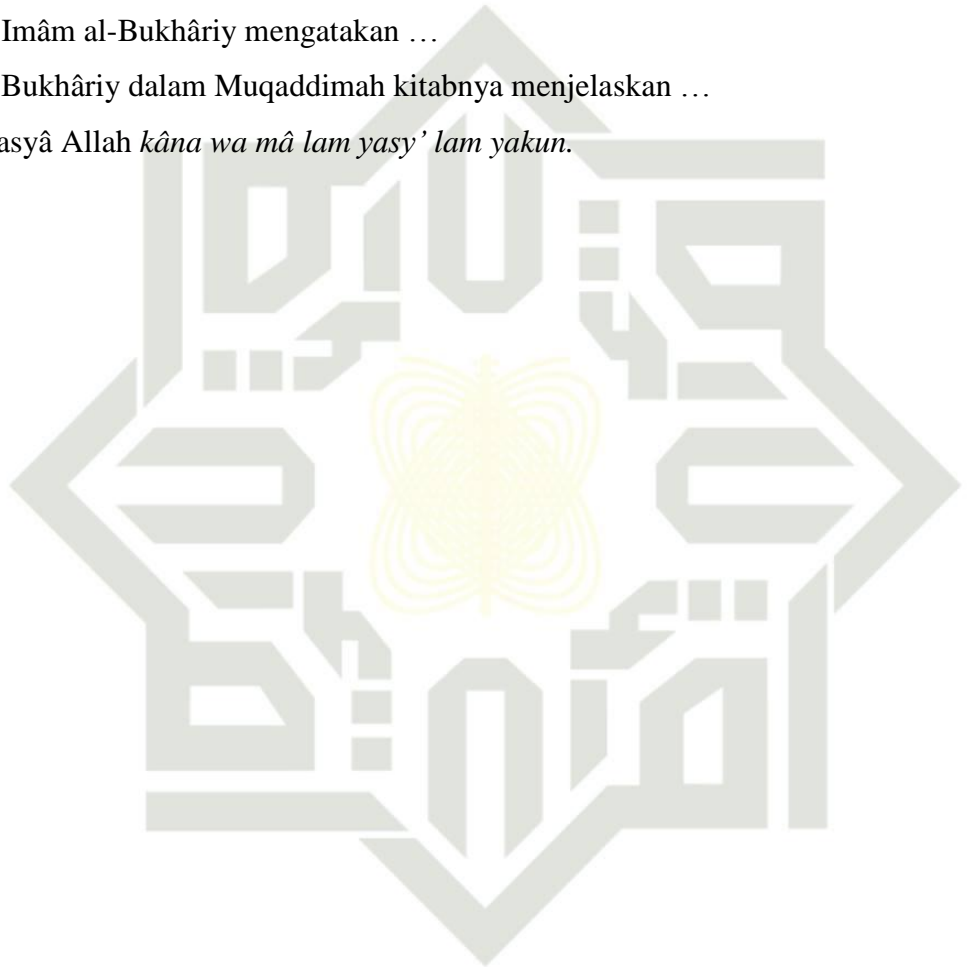 Imâm al-Bukhâriy mengatakan …
Bukhâriy dalam Muqaddimah kitabnya menjelaskan …
asyâ Allah kâna wa mâ lam yasy’ lam yakun.